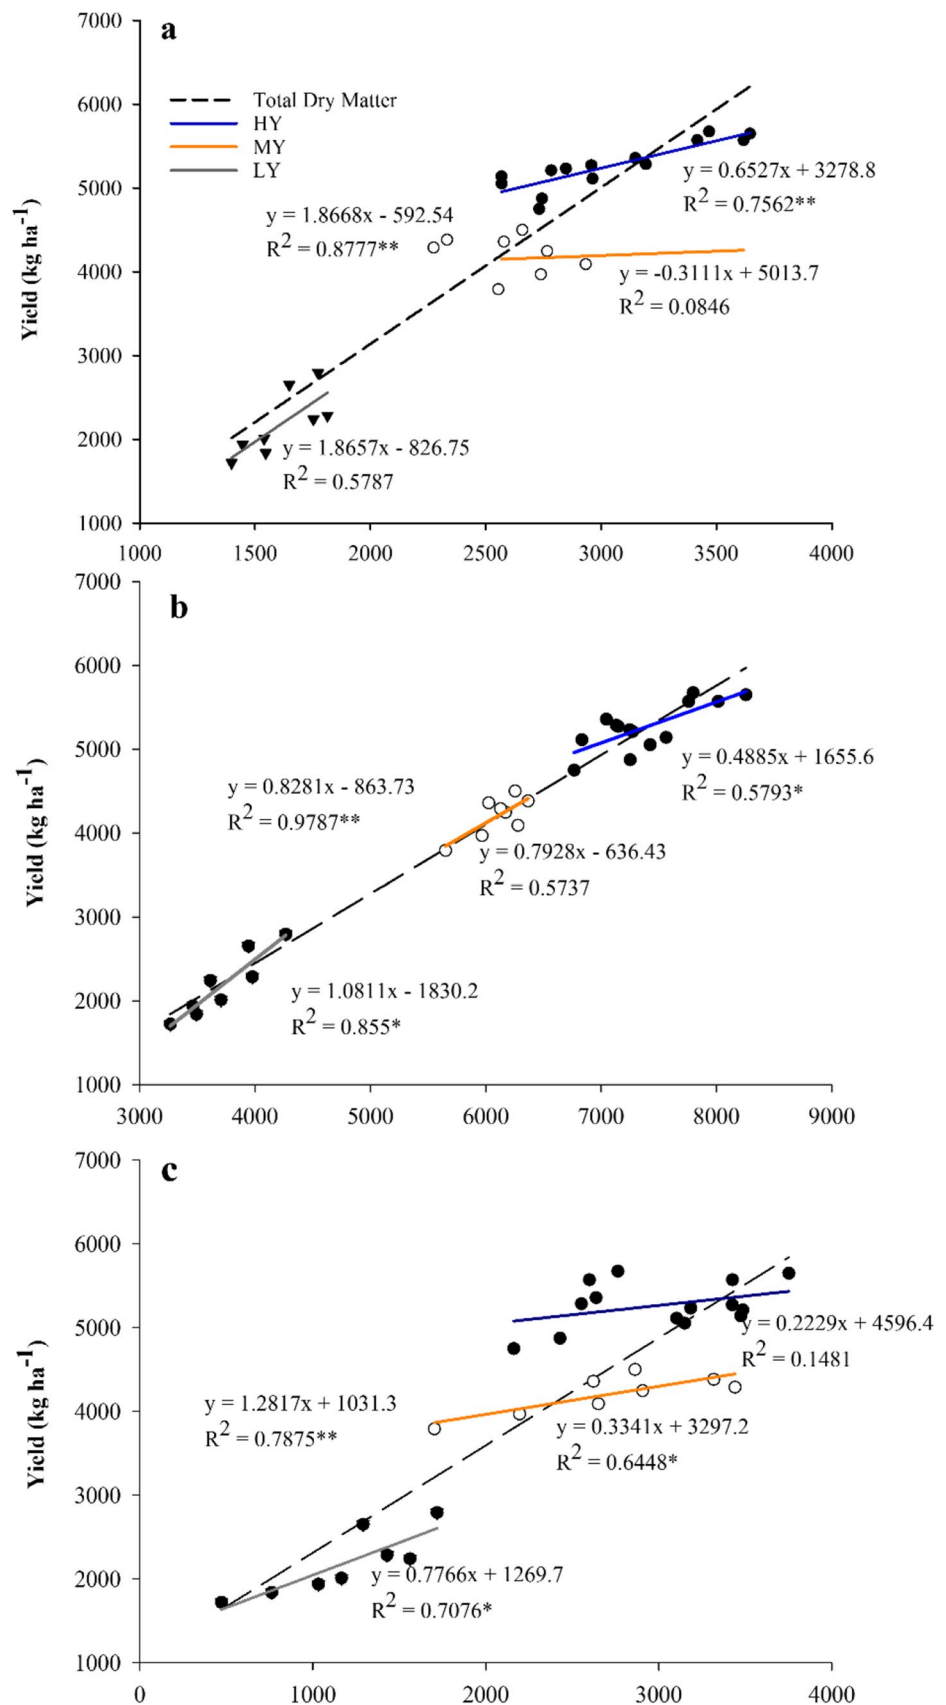 a
7000
6000
5000
4000
3000
2000
1000
Yield (kg ha-1)
Total Dry Matter
HY
MY
LY
y = 0.6527x + 3278.8
R2 = 0.7562**
y = 1.8668x - 592.54
R2 = 0.8777**
y = -0.3111x + 5013.7
R2 = 0.0846
y = 1.8657x - 826.75
R2 = 0.5787
1000 1500 2000 2500 3000 3500 4000
b
7000
6000
5000
4000
3000
2000
1000
Yield (kg ha-1)
y = 0.4885x + 1655.6
R2 = 0.5793*
y = 0.8281x - 863.73
R2 = 0.9787**
y = 0.7928x - 636.43
R2 = 0.5737
y = 1.0811x - 1830.2
R2 = 0.855*
3000 4000 5000 6000 7000 8000 9000
c
7000
6000
5000
4000
3000
2000
1000
Yield (kg ha-1)
y = 0.2229x + 4596.4
R2 = 0.1481
y = 1.2817x + 1031.3
R2 = 0.7875**
y = 0.3341x + 3297.2
R2 = 0.6448*
y = 0.7766x + 1269.7
R2 = 0.7076*
0 1000 2000 3000 4000